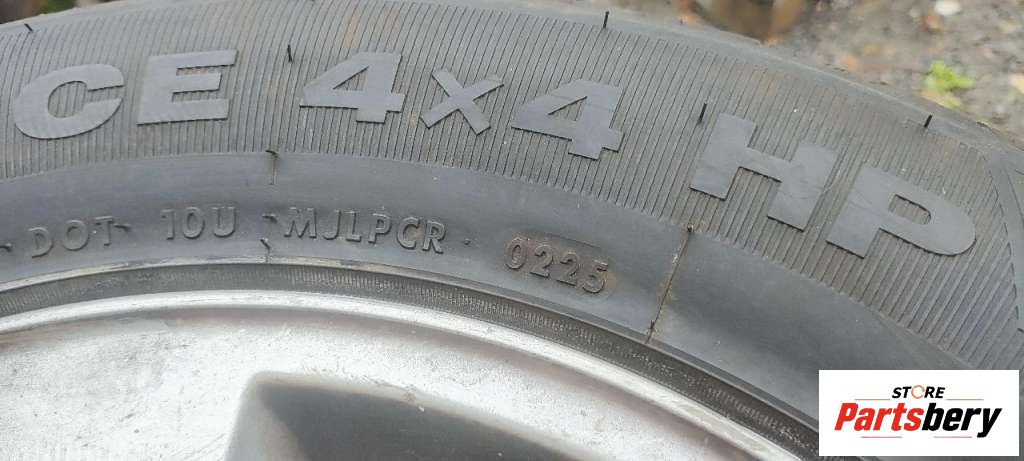 CE 4x4 HP
DOT 10U MJLPCR 0225
STORE
Partsbery